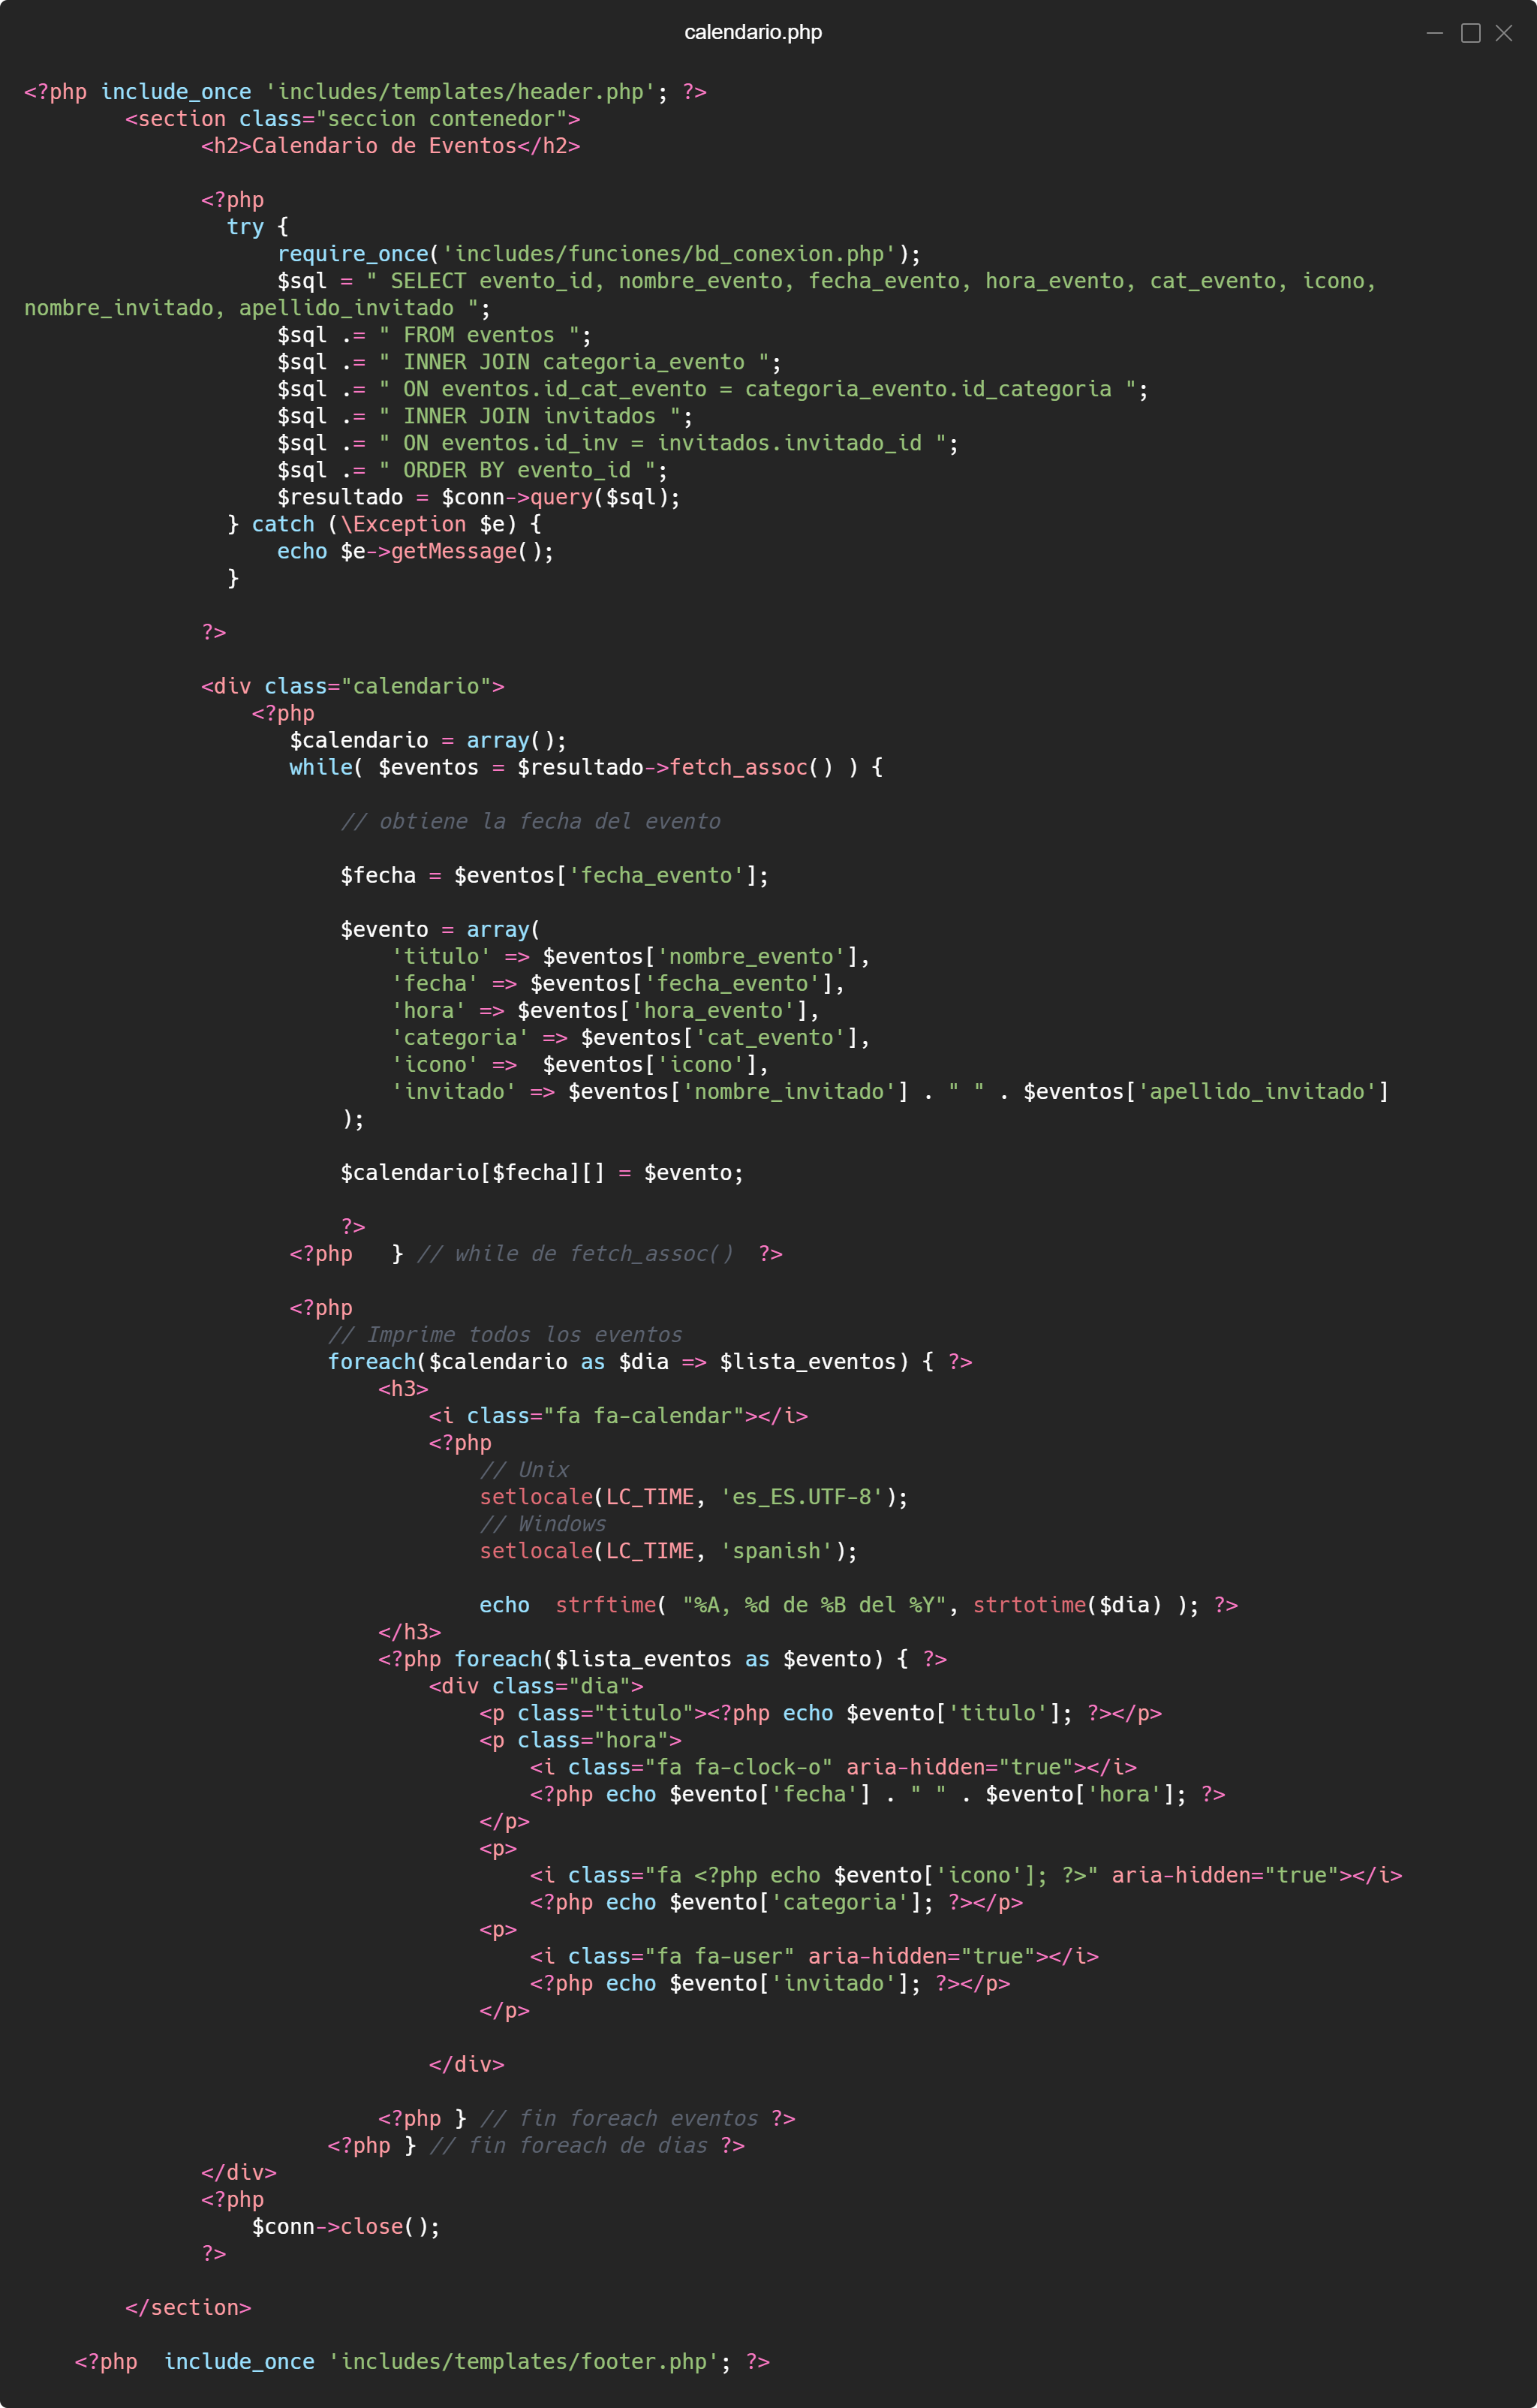 calendario.php
<?php include_once 'includes/templates/header.php'; ?>
        <section class="seccion contenedor">
              <h2>Calendario de Eventos</h2>

              <?php
                try {
                    require_once('includes/funciones/bd_conexion.php');
                    $sql = " SELECT evento_id, nombre_evento, fecha_evento, hora_evento, cat_evento, icono,
nombre_invitado, apellido_invitado ";
                    $sql .= " FROM eventos ";
                    $sql .= " INNER JOIN categoria_evento ";
                    $sql .= " ON eventos.id_cat_evento = categoria_evento.id_categoria ";
                    $sql .= " INNER JOIN invitados ";
                    $sql .= " ON eventos.id_inv = invitados.invitado_id ";
                    $sql .= " ORDER BY evento_id ";
                    $resultado = $conn->query($sql);
                } catch (\Exception $e) {
                    echo $e->getMessage();
                }

              ?>

              <div class="calendario">
                  <?php
                     $calendario = array();
                     while( $eventos = $resultado->fetch_assoc() ) {

                         // obtiene la fecha del evento

                         $fecha = $eventos['fecha_evento'];

                         $evento = array(
                             'titulo' => $eventos['nombre_evento'],
                             'fecha' => $eventos['fecha_evento'],
                             'hora' => $eventos['hora_evento'],
                             'categoria' => $eventos['cat_evento'],
                             'icono' =>  $eventos['icono'],
                             'invitado' => $eventos['nombre_invitado'] . " " . $eventos['apellido_invitado']
                         );

                         $calendario[$fecha][] = $evento;

                         ?>
                     <?php   } // while de fetch_assoc()  ?>

                     <?php
                        // Imprime todos los eventos
                        foreach($calendario as $dia => $lista_eventos) { ?>
                            <h3>
                                <i class="fa fa-calendar"></i>
                                <?php
                                    // Unix
                                    setlocale(LC_TIME, 'es_ES.UTF-8');
                                    // Windows
                                    setlocale(LC_TIME, 'spanish');

                                    echo  strftime( "%A, %d de %B del %Y", strtotime($dia) ); ?>
                            </h3>
                            <?php foreach($lista_eventos as $evento) { ?>
                                <div class="dia">
                                    <p class="titulo"><?php echo $evento['titulo']; ?></p>
                                    <p class="hora">
                                        <i class="fa fa-clock-o" aria-hidden="true"></i>
                                        <?php echo $evento['fecha'] . " " . $evento['hora']; ?>
                                    </p>
                                    <p>
                                        <i class="fa <?php echo $evento['icono']; ?>" aria-hidden="true"></i>
                                        <?php echo $evento['categoria']; ?></p>
                                    <p>
                                        <i class="fa fa-user" aria-hidden="true"></i>
                                        <?php echo $evento['invitado']; ?></p>
                                    </p>

                                </div>

                            <?php } // fin foreach eventos ?>
                        <?php } // fin foreach de dias ?>
              </div>
              <?php
                  $conn->close();
              ?>

        </section>

    <?php  include_once 'includes/templates/footer.php'; ?>